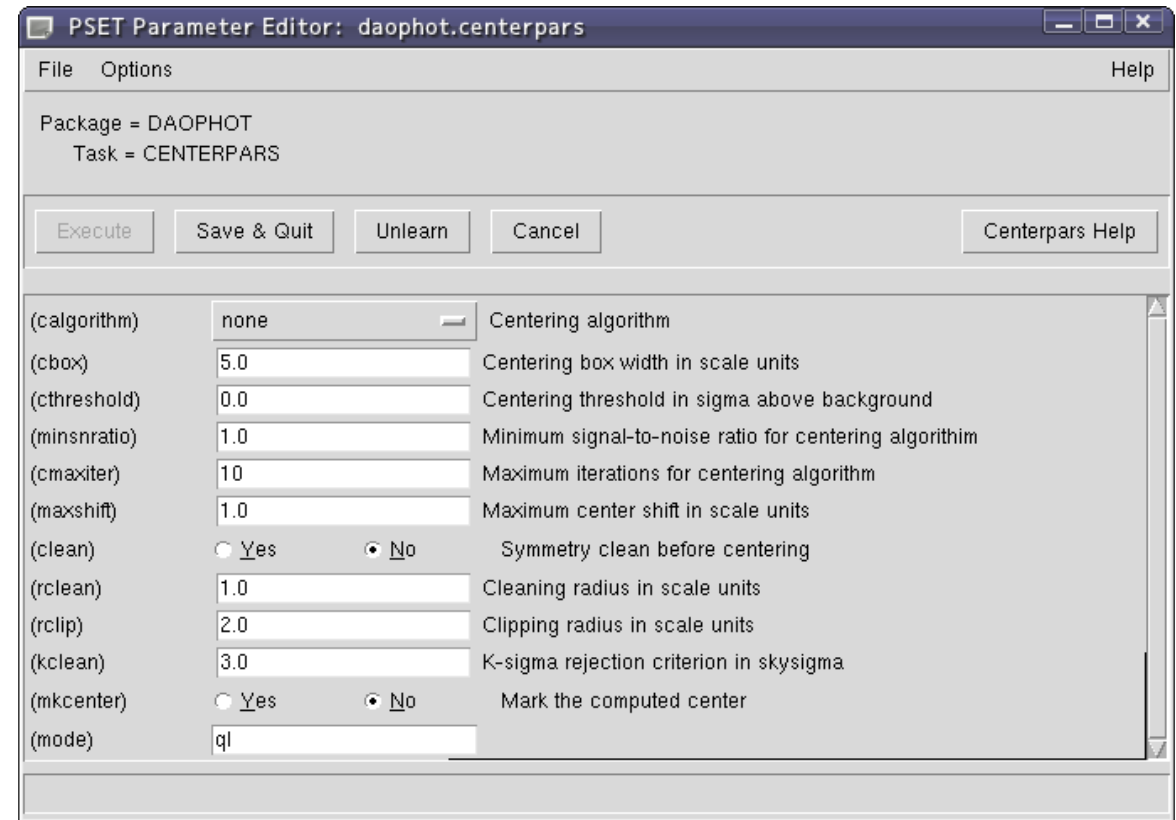 PSET Parameter Editor: daophot.centerpars
File Options Help
Package = DAOPHOT
Task = CENTERPARS
Execute Save & Quit Unlearn Cancel Centerpars Help
(calgorithm) none Centering algorithm
(cbox) 5.0 Centering box width in scale units
(cthreshold) 0.0 Centering threshold in sigma above background
(minsnratio) 1.0 Minimum signal-to-noise ratio for centering algorithim
(cmaxiter) 10 Maximum iterations for centering algorithm
(maxshift) 1.0 Maximum center shift in scale units
(clean) Yes No Symmetry clean before centering
(rclean) 1.0 Cleaning radius in scale units
(rclip) 2.0 Clipping radius in scale units
(kclean) 3.0 K-sigma rejection criterion in skysigma
(mkcenter) Yes No Mark the computed center
(mode) ql